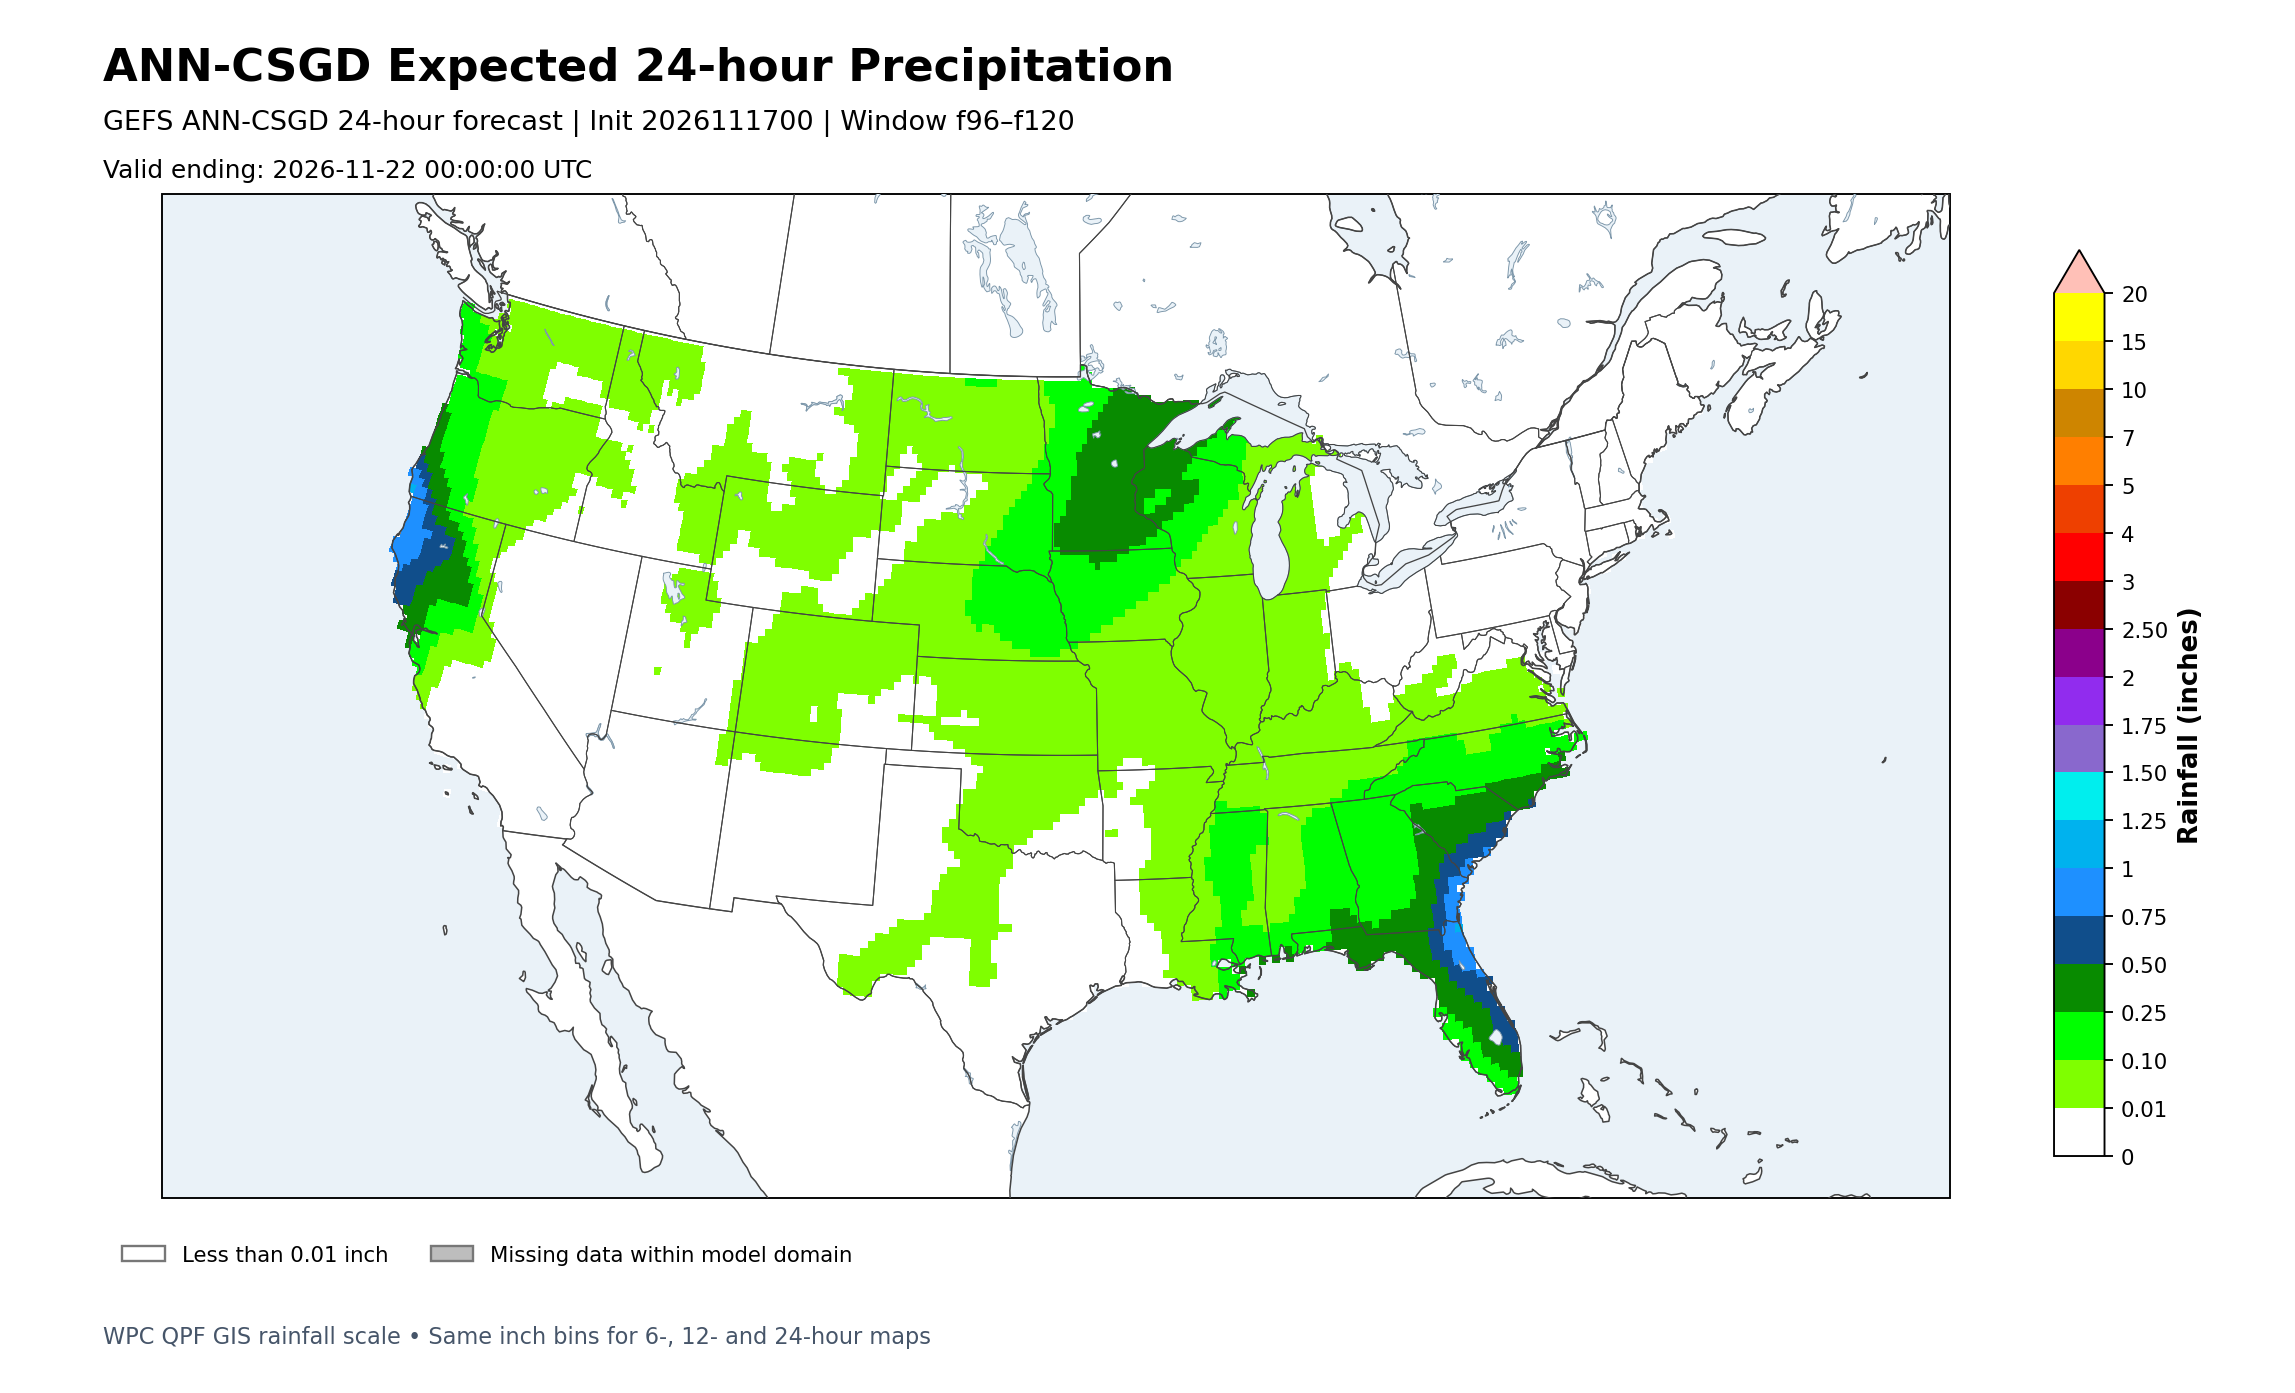 ANN-CSGD Expected 24-hour Precipitation
GEFS ANN-CSGD 24-hour forecast | Init 2026111700 | Window f96–f120
Valid ending: 2026-11-22 00:00:00 UTC
20
15
10
7
5
4
3
2.50
2
1.75
1.50
1.25
1
0.75
0.50
0.25
0.10
0.01
0
Rainfall (inches)
Less than 0.01 inch
Missing data within model domain
WPC QPF GIS rainfall scale • Same inch bins for 6-, 12- and 24-hour maps